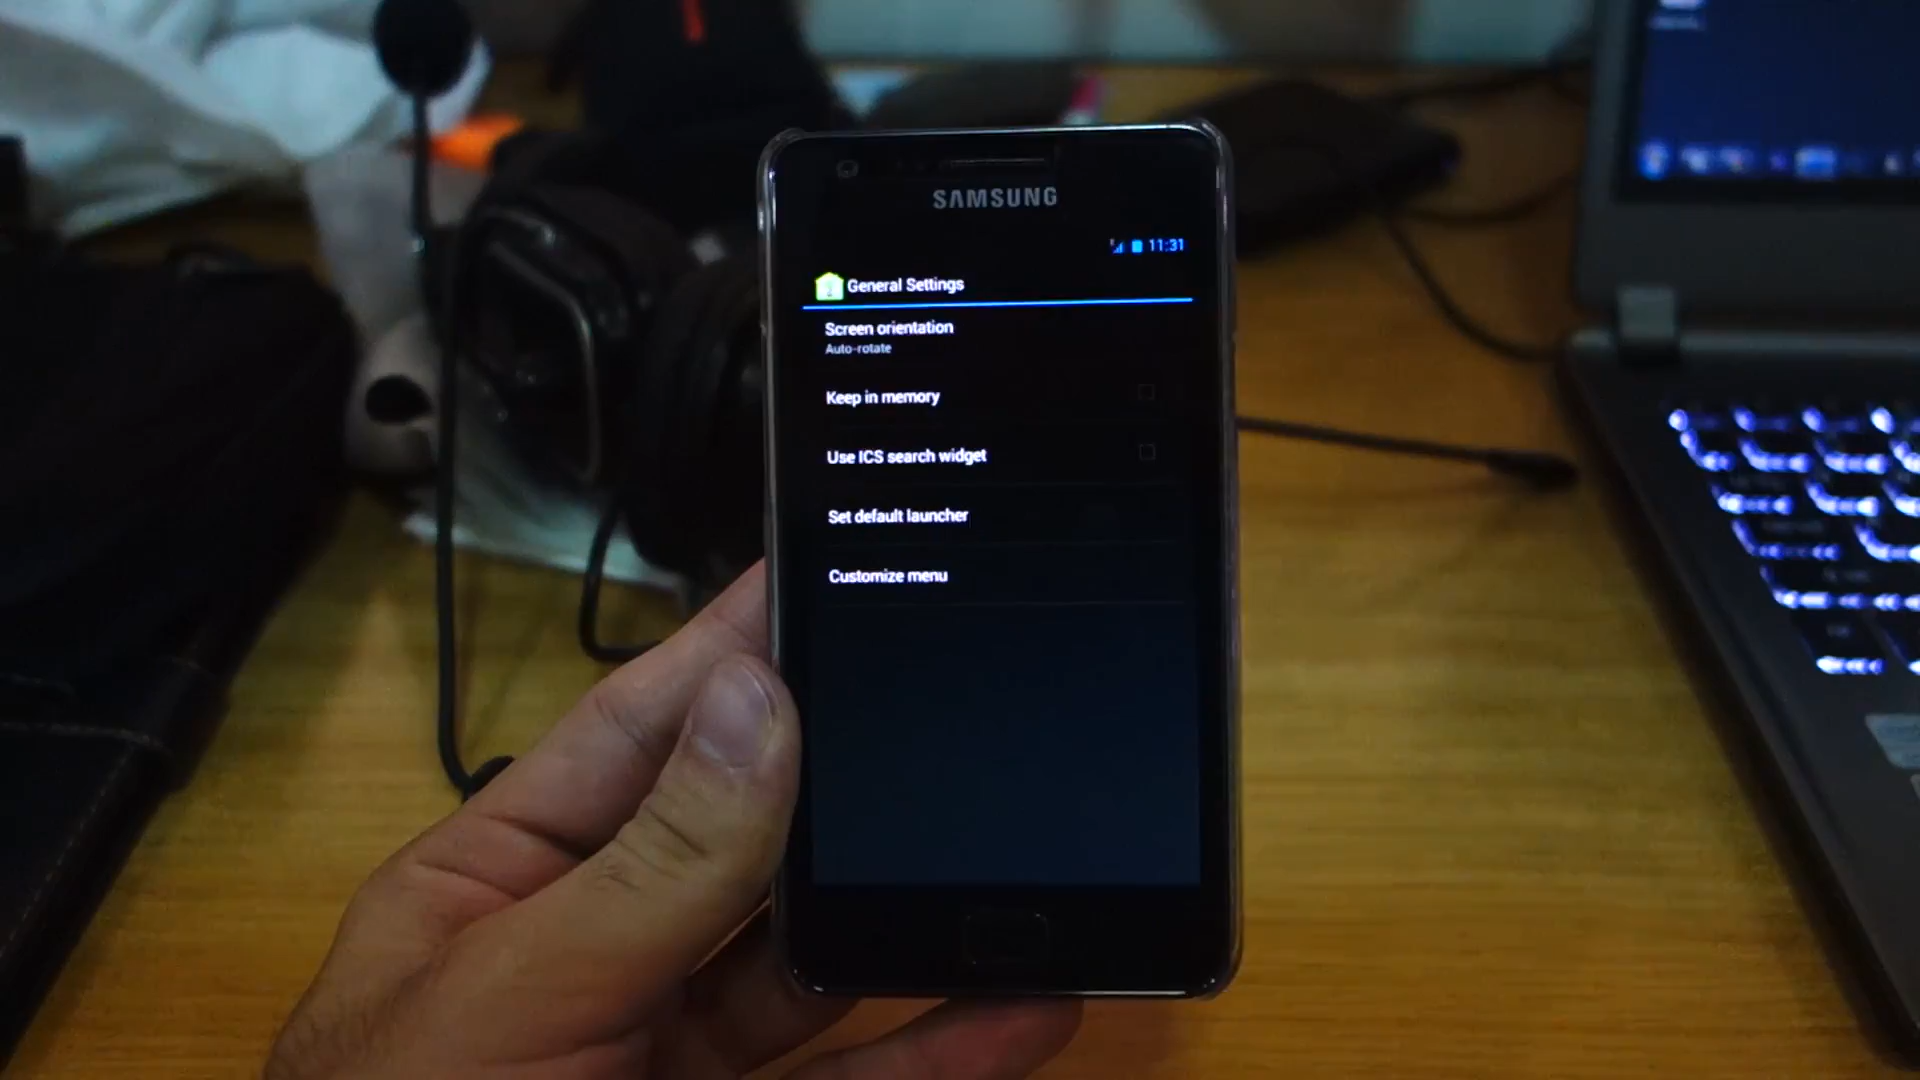 SAMSUNG
11:31
General Settings
Screen orientation
Auto-rotate
Keep in memory
Use ICS search widget
Set default launcher
Customize menu